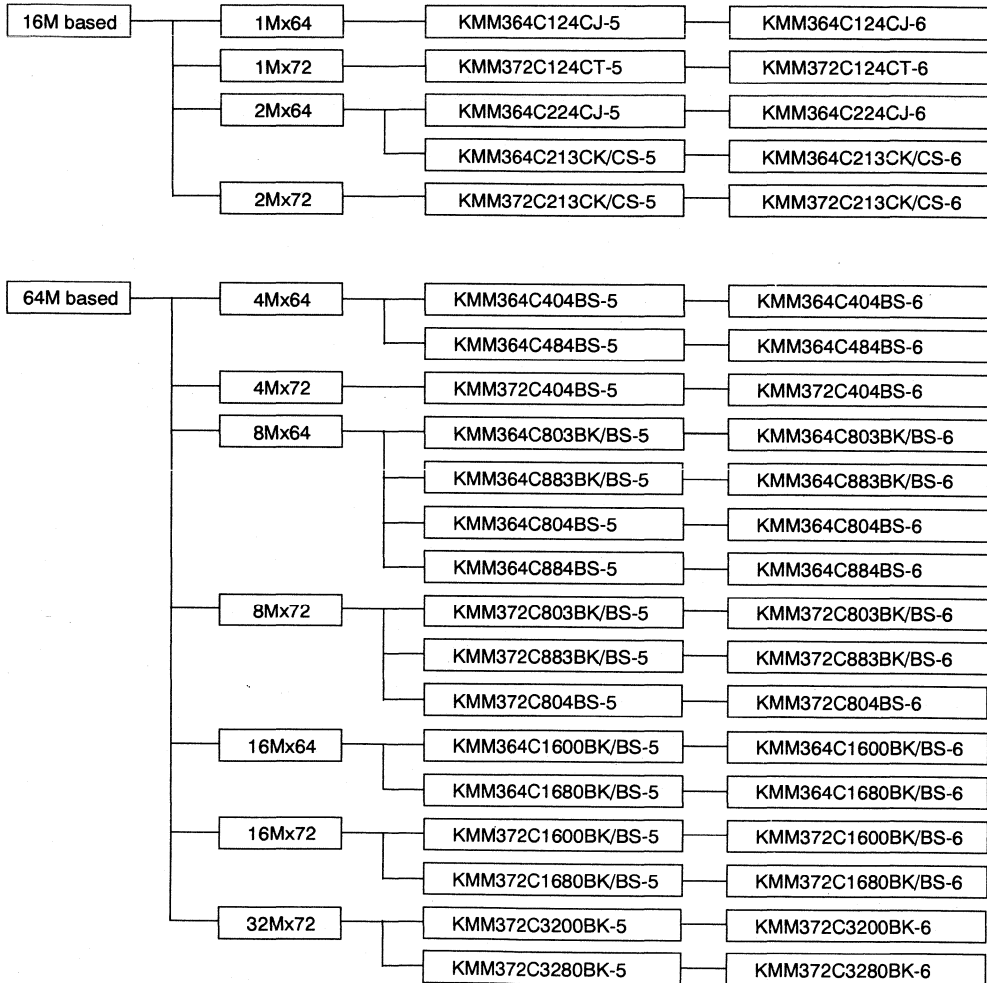 16M based 1Mx64 KMM364C124CJ-5 KMM364C124CJ-6
1Mx72 KMM372C124CT-5 KMM372C124CT-6
2Mx64 KMM364C224CJ-5 KMM364C224CJ-6
KMM364C213CK/CS-5 KMM364C213CK/CS-6
2Mx72 KMM372C213CK/CS-5 KMM372C213CK/CS-6
64M based 4Mx64 KMM364C404BS-5 KMM364C404BS-6
KMM364C484BS-5 KMM364C484BS-6
4Mx72 KMM372C404BS-5 KMM372C404BS-6
8Mx64 KMM364C803BK/BS-5 KMM364C803BK/BS-6
KMM364C883BK/BS-5 KMM364C883BK/BS-6
KMM364C804BS-5 KMM364C804BS-6
KMM364C884BS-5 KMM364C884BS-6
8Mx72 KMM372C803BK/BS-5 KMM372C803BK/BS-6
KMM372C883BK/BS-5 KMM372C883BK/BS-6
KMM372C804BS-5 KMM372C804BS-6
16Mx64 KMM364C1600BK/BS-5 KMM364C1600BK/BS-6
KMM364C1680BK/BS-5 KMM364C1680BK/BS-6
16Mx72 KMM372C1600BK/BS-5 KMM372C1600BK/BS-6
KMM372C1680BK/BS-5 KMM372C1680BK/BS-6
32Mx72 KMM372C3200BK-5 KMM372C3200BK-6
KMM372C3280BK-5 KMM372C3280BK-6